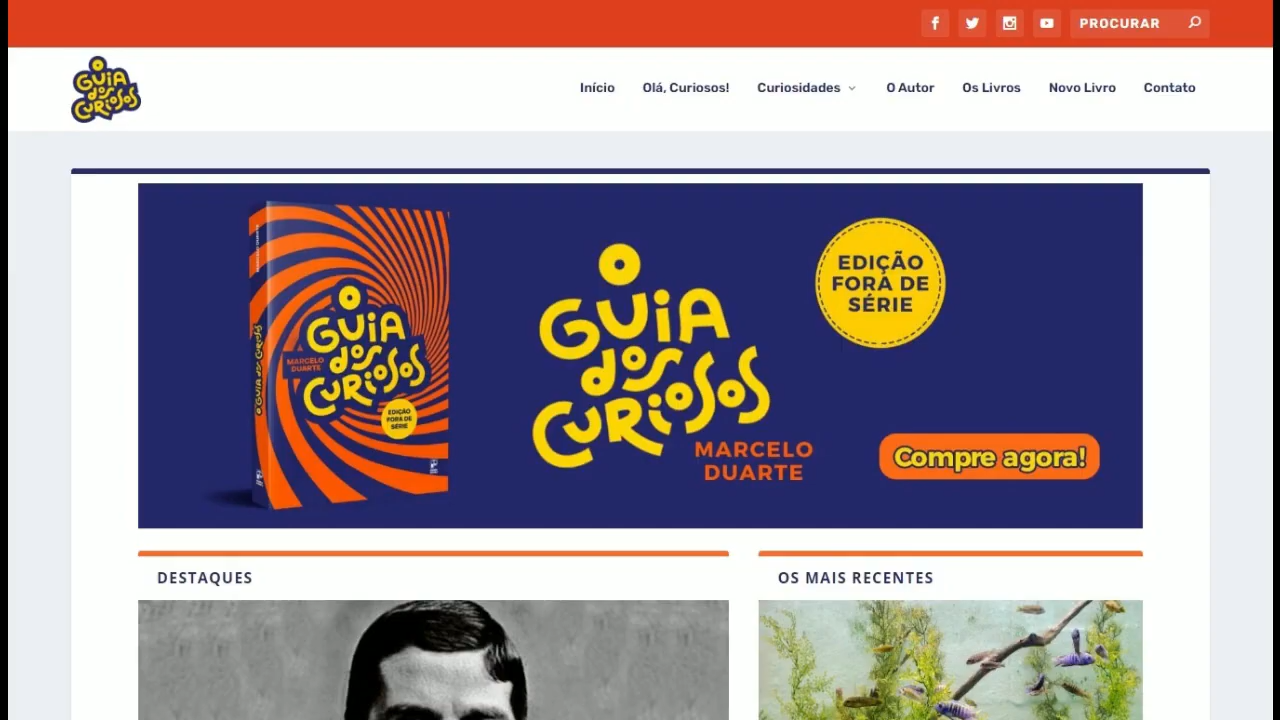 PROCURAR
O
GUIA
dos
CURIOSOS
Início Olá, Curiosos! Curiosidades O Autor Os Livros Novo Livro Contato
O
GUIA
dos
CURIOSOS
MARCELO
DUARTE
EDIÇÃO
FORA DE
SÉRIE
O GUIA dos CURIOSOS
O
GUIA
dos
CURIOSOS
MARCELO
DUARTE
EDIÇÃO
FORA DE
SÉRIE
Compre agora!
DESTAQUES
OS MAIS RECENTES